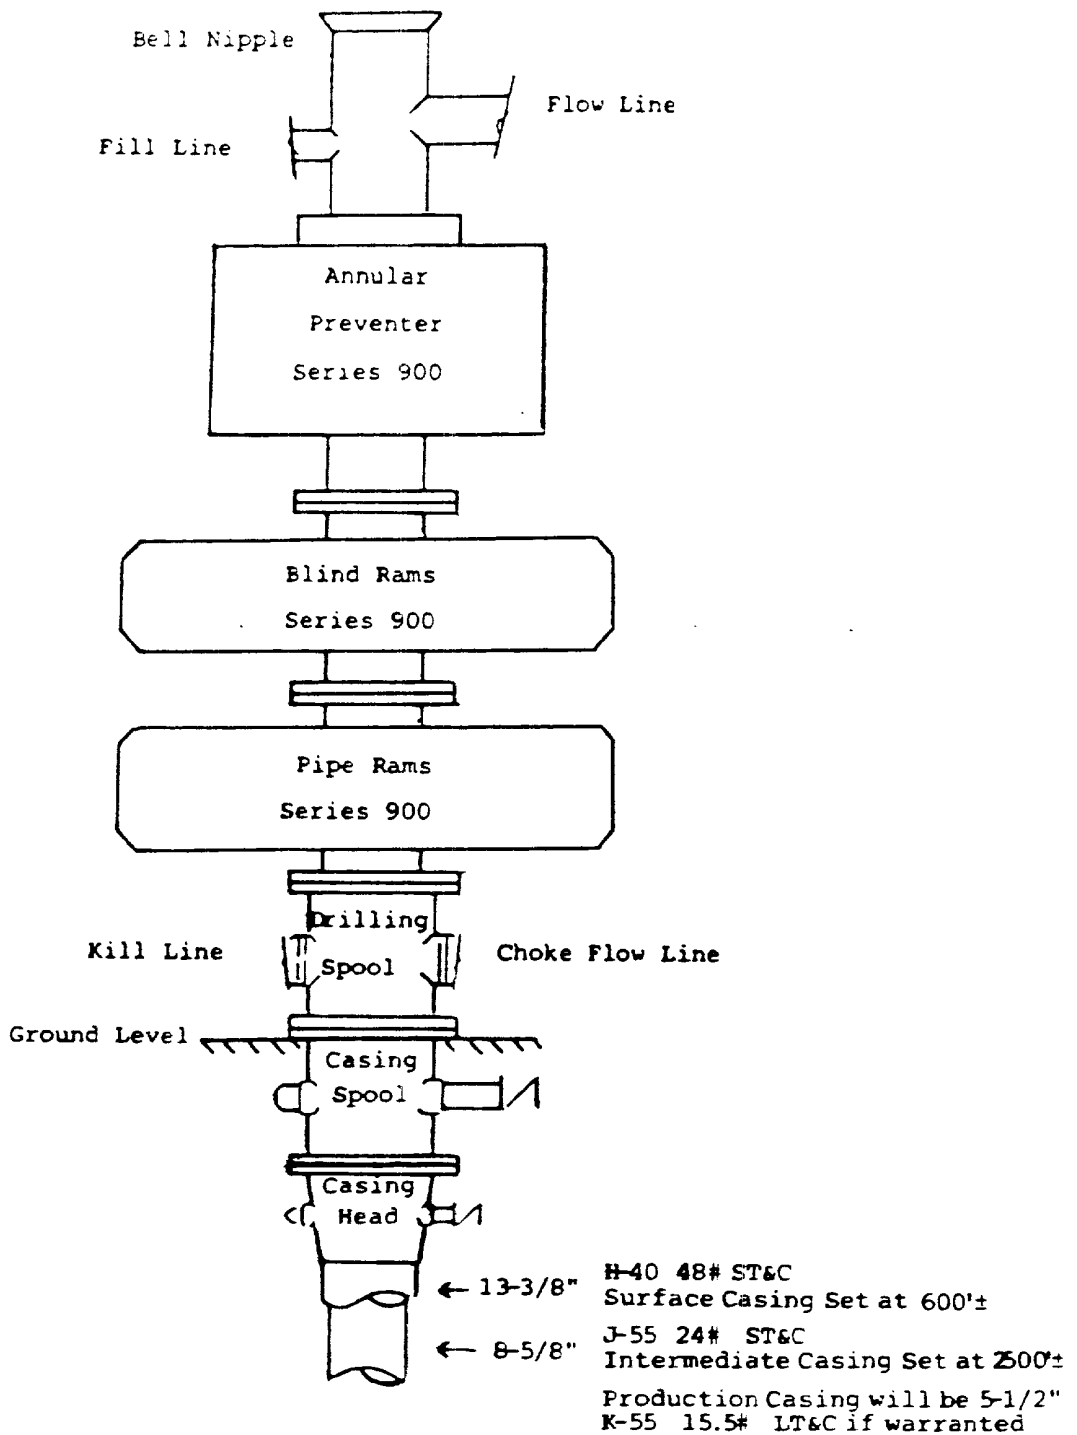 Bell Nipple
Flow Line
Fill Line
Annular
Preventer
Series 900
Blind Rams
Series 900
Pipe Rams
Series 900
Drilling
Kill Line
Spool
Choke Flow Line
Ground Level
Casing
Spool
Casing
Head
13-3/8"
H-40 48# ST&C
Surface Casing Set at 600'±
8-5/8"
J-55 24# ST&C
Intermediate Casing Set at 2500'±
Production Casing will be 5-1/2"
K-55 15.5# LT&C if warranted